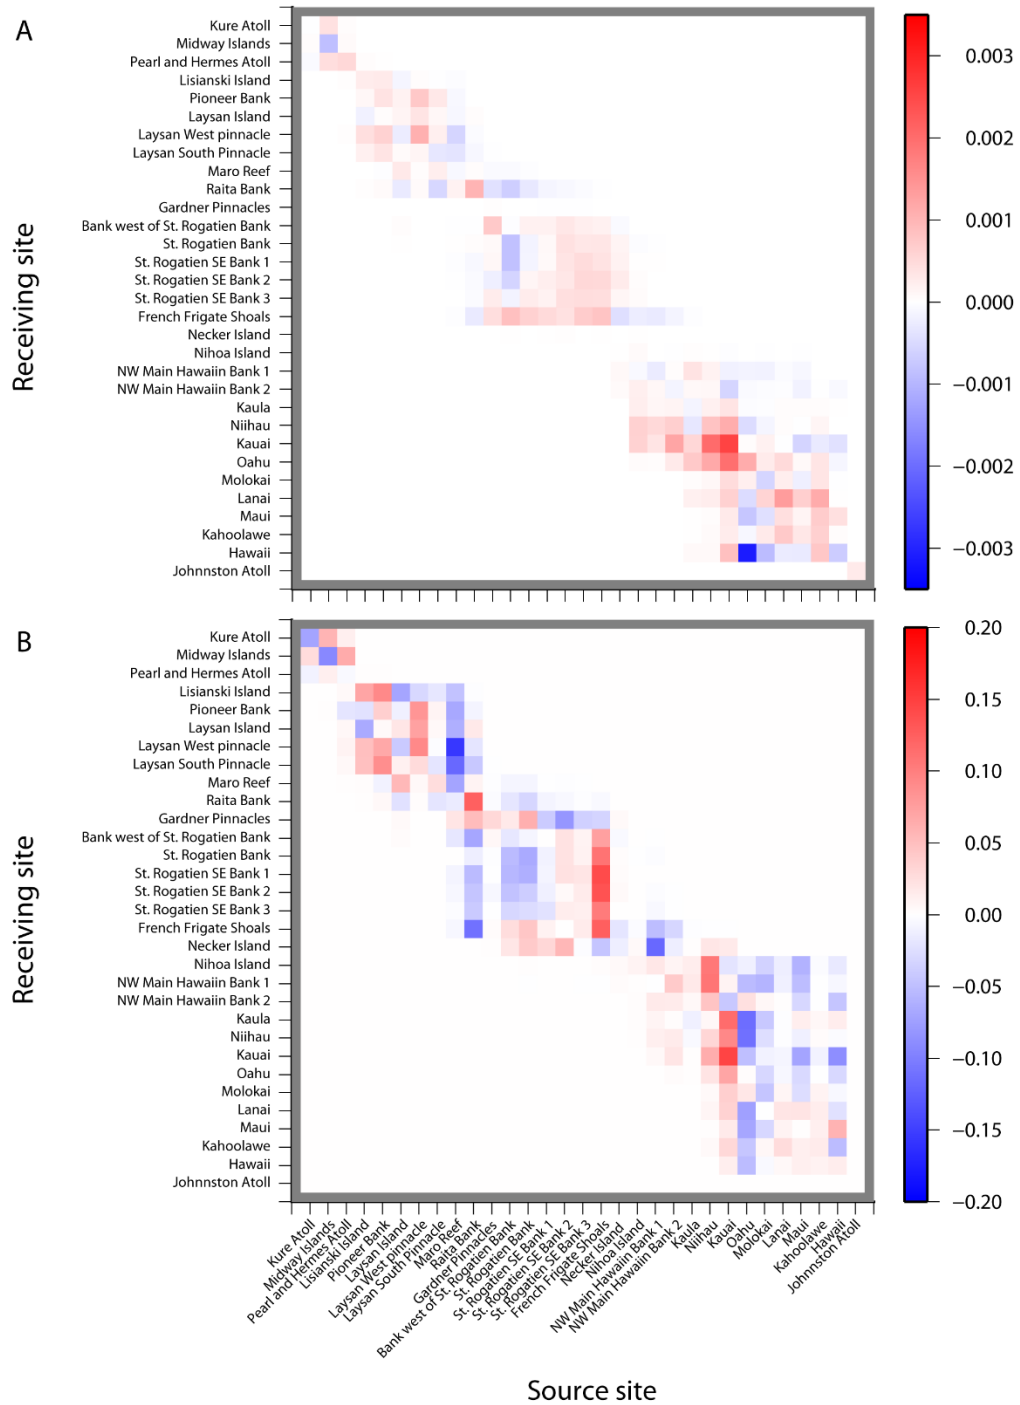 A
Kure Atoll
Midway Islands
Pearl and Hermes Atoll
Lisianski Island
Pioneer Bank
Laysan Island
Laysan West pinnacle
Laysan South Pinnacle
Maro Reef
Raita Bank
Gardner Pinnacles
Bank west of St. Rogatien Bank
St. Rogatien Bank
St. Rogatien SE Bank 1
St. Rogatien SE Bank 2
St. Rogatien SE Bank 3
French Frigate Shoals
Necker Island
Nihoa Island
NW Main Hawaiin Bank 1
NW Main Hawaiin Bank 2
Kaula
Niihau
Kauai
Oahu
Molokai
Lanai
Maui
Kahoolawe
Hawaii
Johnnston Atoll
Receiving site
0.003
0.002
0.001
0.000
−0.001
−0.002
−0.003
B
Kure Atoll
Midway Islands
Pearl and Hermes Atoll
Lisianski Island
Pioneer Bank
Laysan Island
Laysan West pinnacle
Laysan South Pinnacle
Maro Reef
Raita Bank
Gardner Pinnacles
Bank west of St. Rogatien Bank
St. Rogatien Bank
St. Rogatien SE Bank 1
St. Rogatien SE Bank 2
St. Rogatien SE Bank 3
French Frigate Shoals
Necker Island
Nihoa Island
NW Main Hawaiin Bank 1
NW Main Hawaiin Bank 2
Kaula
Niihau
Kauai
Oahu
Molokai
Lanai
Maui
Kahoolawe
Hawaii
Johnnston Atoll
Receiving site
0.20
0.15
0.10
0.05
0.00
−0.05
−0.10
−0.15
−0.20
Kure Atoll
Midway Islands
Pearl and Hermes Atoll
Lisianski Island
Pioneer Bank
Laysan Island
Laysan West pinnacle
Laysan South Pinnacle
Maro Reef
Raita Bank
Gardner Pinnacles
Bank west of St. Rogatien Bank
St. Rogatien Bank
St. Rogatien SE Bank 1
St. Rogatien SE Bank 2
St. Rogatien SE Bank 3
French Frigate Shoals
Necker Island
Nihoa Island
NW Main Hawaiin Bank 1
NW Main Hawaiin Bank 2
Kaula
Niihau
Kauai
Oahu
Molokai
Lanai
Maui
Kahoolawe
Hawaii
Johnnston Atoll
Source site